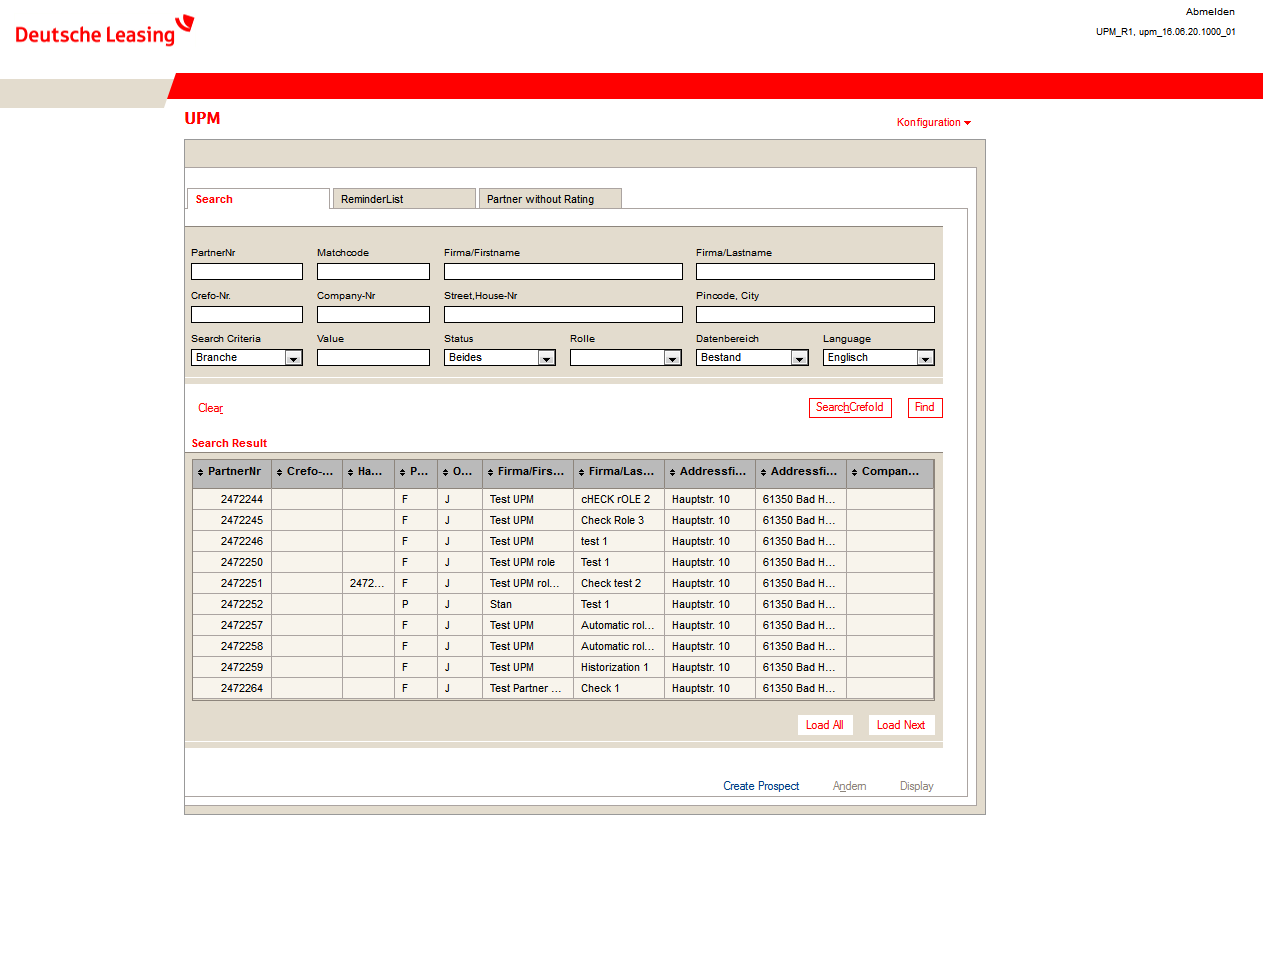 Deutsche Leasing
Abmelden
UPM_R1, upm_16.06.20.1000_01
UPM
Konfiguration
Search ReminderList Partner without Rating
PartnerNr Matchcode Firma/Firstname Firma/Lastname
Crefo-Nr. Company-Nr Street,House-Nr Pincode, City
Search Criteria Value Status Rolle Datenbereich Language
Branche Beides Bestand Englisch
Clear SearchCrefoId Find
Search Result
PartnerNr Crefo-... Ha... P... O... Firma/Firs... Firma/Las... Addressfi... Addressfi... Compan...
2472244 F J Test UPM cHECK rOLE 2 Hauptstr. 10 61350 Bad H...
2472245 F J Test UPM Check Role 3 Hauptstr. 10 61350 Bad H...
2472246 F J Test UPM test 1 Hauptstr. 10 61350 Bad H...
2472250 F J Test UPM role Test 1 Hauptstr. 10 61350 Bad H...
2472251 2472... F J Test UPM rol... Check test 2 Hauptstr. 10 61350 Bad H...
2472252 P J Stan Test 1 Hauptstr. 10 61350 Bad H...
2472257 F J Test UPM Automatic rol... Hauptstr. 10 61350 Bad H...
2472258 F J Test UPM Automatic rol... Hauptstr. 10 61350 Bad H...
2472259 F J Test UPM Historization 1 Hauptstr. 10 61350 Bad H...
2472264 F J Test Partner ... Check 1 Hauptstr. 10 61350 Bad H...
Load All Load Next
Create Prospect Ändern Display